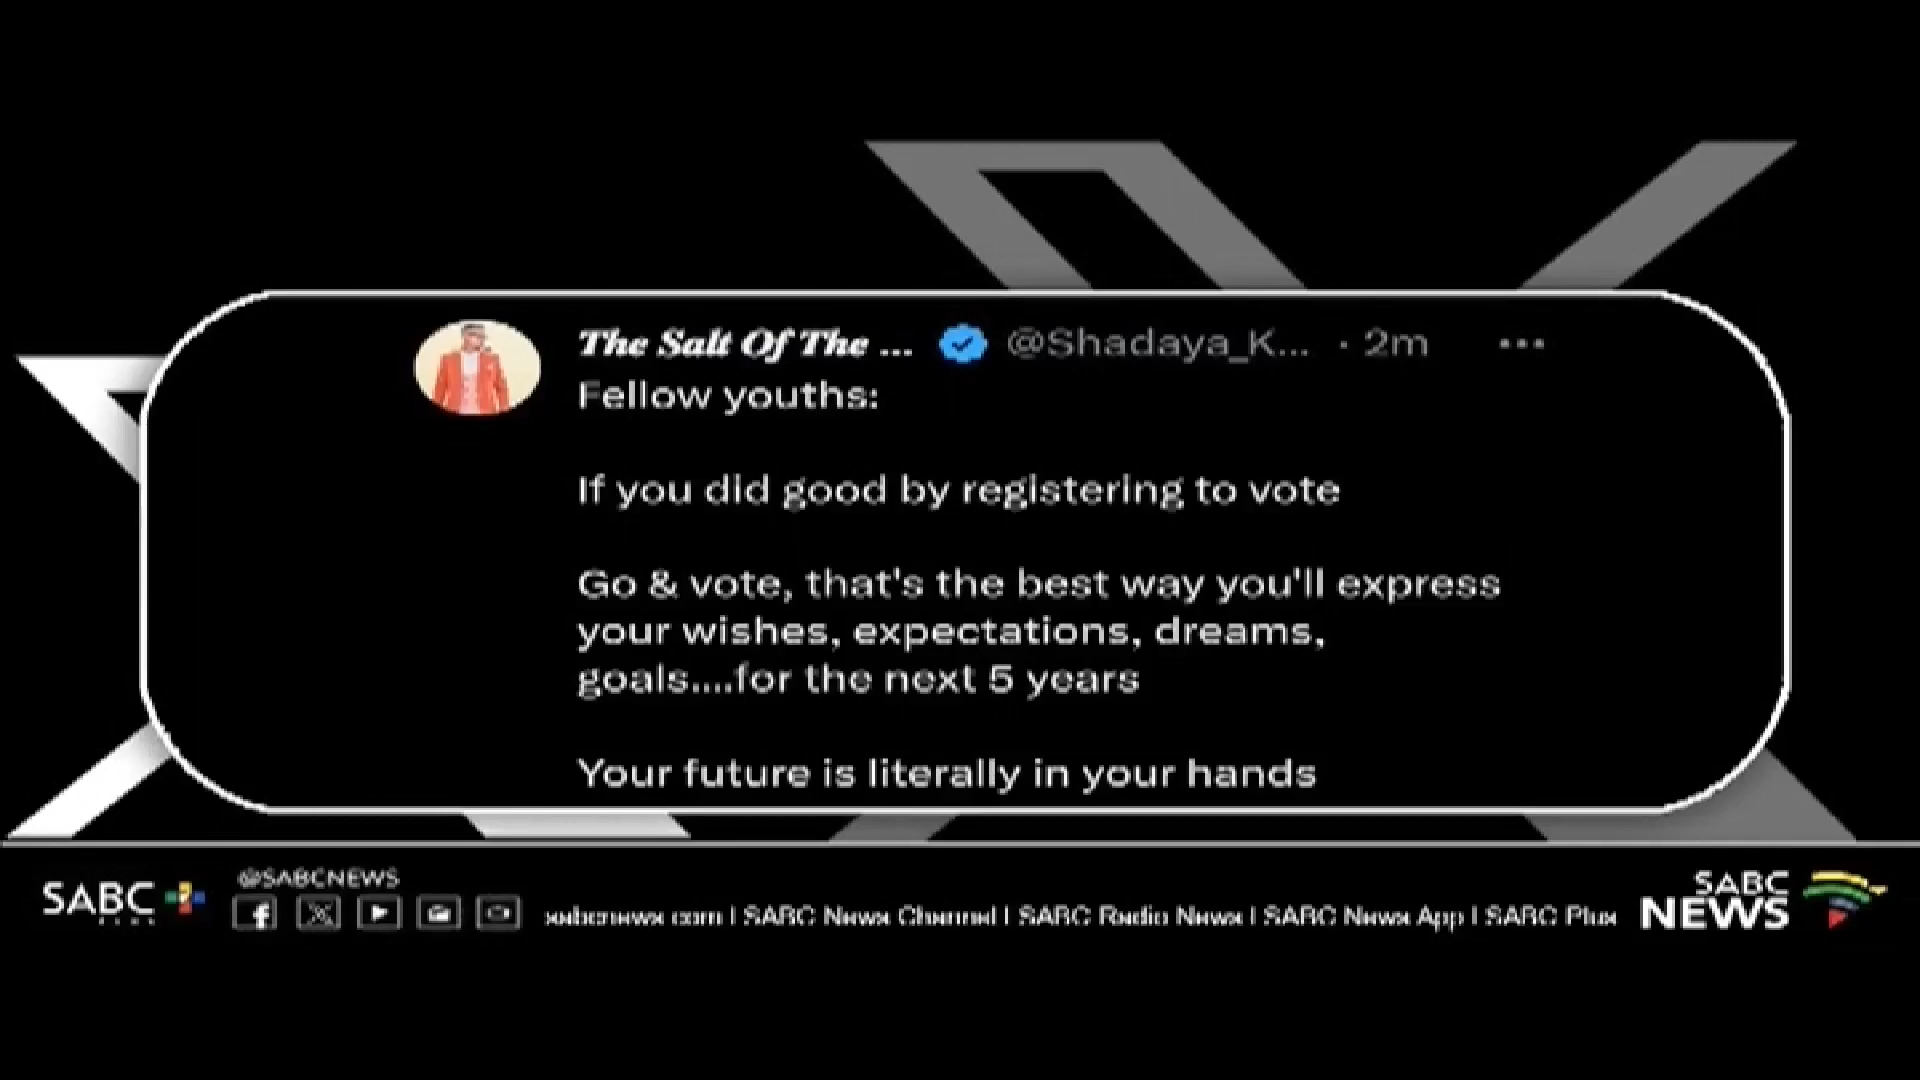 The Salt Of The ... @Shadaya_K... · 2m ...
Fellow youths:
If you did good by registering to vote
Go & vote, that's the best way you'll express
your wishes, expectations, dreams,
goals....for the next 5 years
Your future is literally in your hands
SABC
@SABCNEWS
sabcnews.com | SABC News Channel | SABC Radio News | SABC News App | SABC Plus
SABC
NEWS